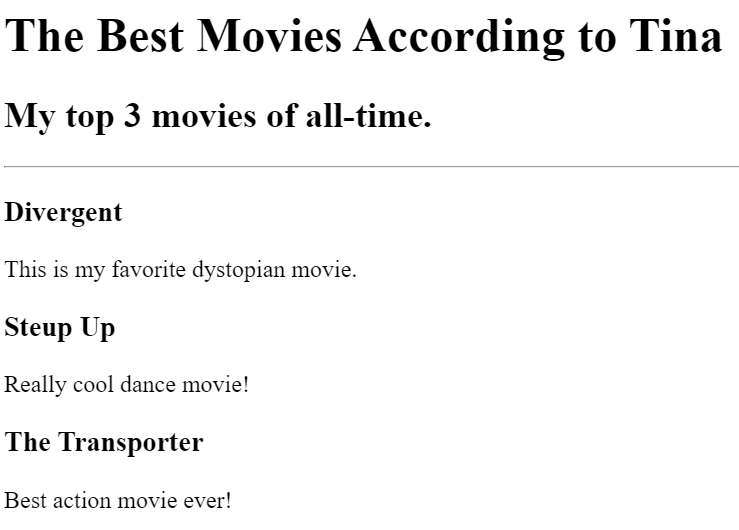 The Best Movies According to Tina
My top 3 movies of all-time.
Divergent
This is my favorite dystopian movie.
Steup Up
Really cool dance movie!
The Transporter
Best action movie ever!